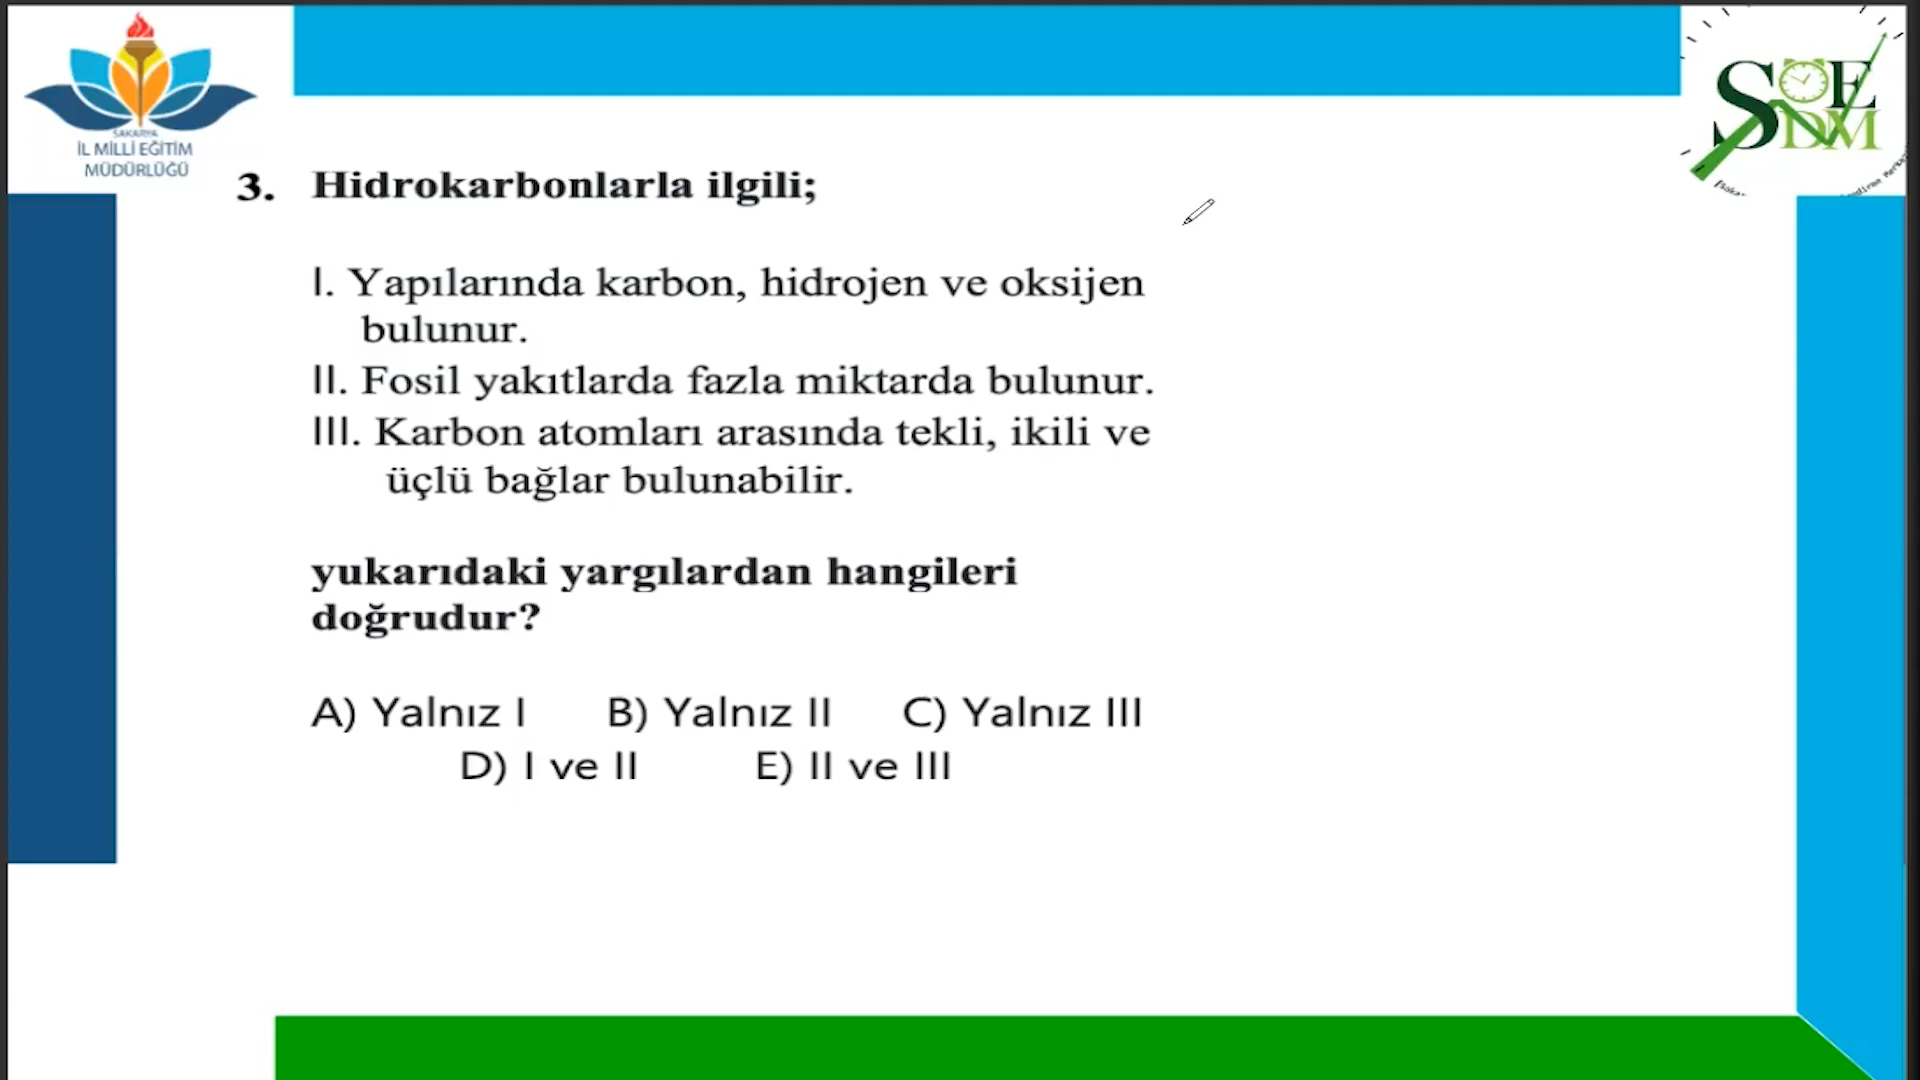 SAKARYA
İL MİLLİ EĞİTİM
MÜDÜRLÜĞÜ
SEDM
3. Hidrokarbonlarla ilgili;
I. Yapılarında karbon, hidrojen ve oksijen
bulunur.
II. Fosil yakıtlarda fazla miktarda bulunur.
III. Karbon atomları arasında tekli, ikili ve
üçlü bağlar bulunabilir.
yukarıdaki yargılardan hangileri
doğrudur?
A) Yalnız I B) Yalnız II C) Yalnız III
D) I ve II E) II ve III